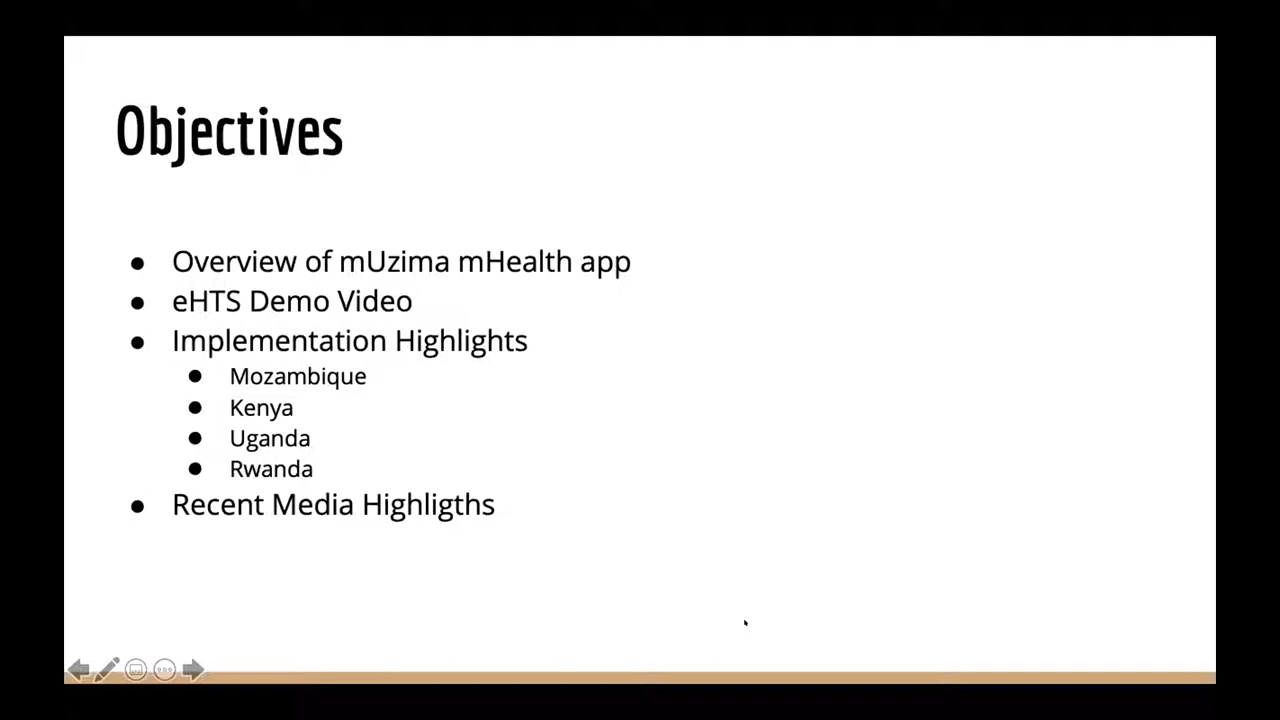 Objectives
● Overview of mUzima mHealth app
● eHTS Demo Video
● Implementation Highlights
● Mozambique
● Kenya
● Uganda
● Rwanda
● Recent Media Highligths